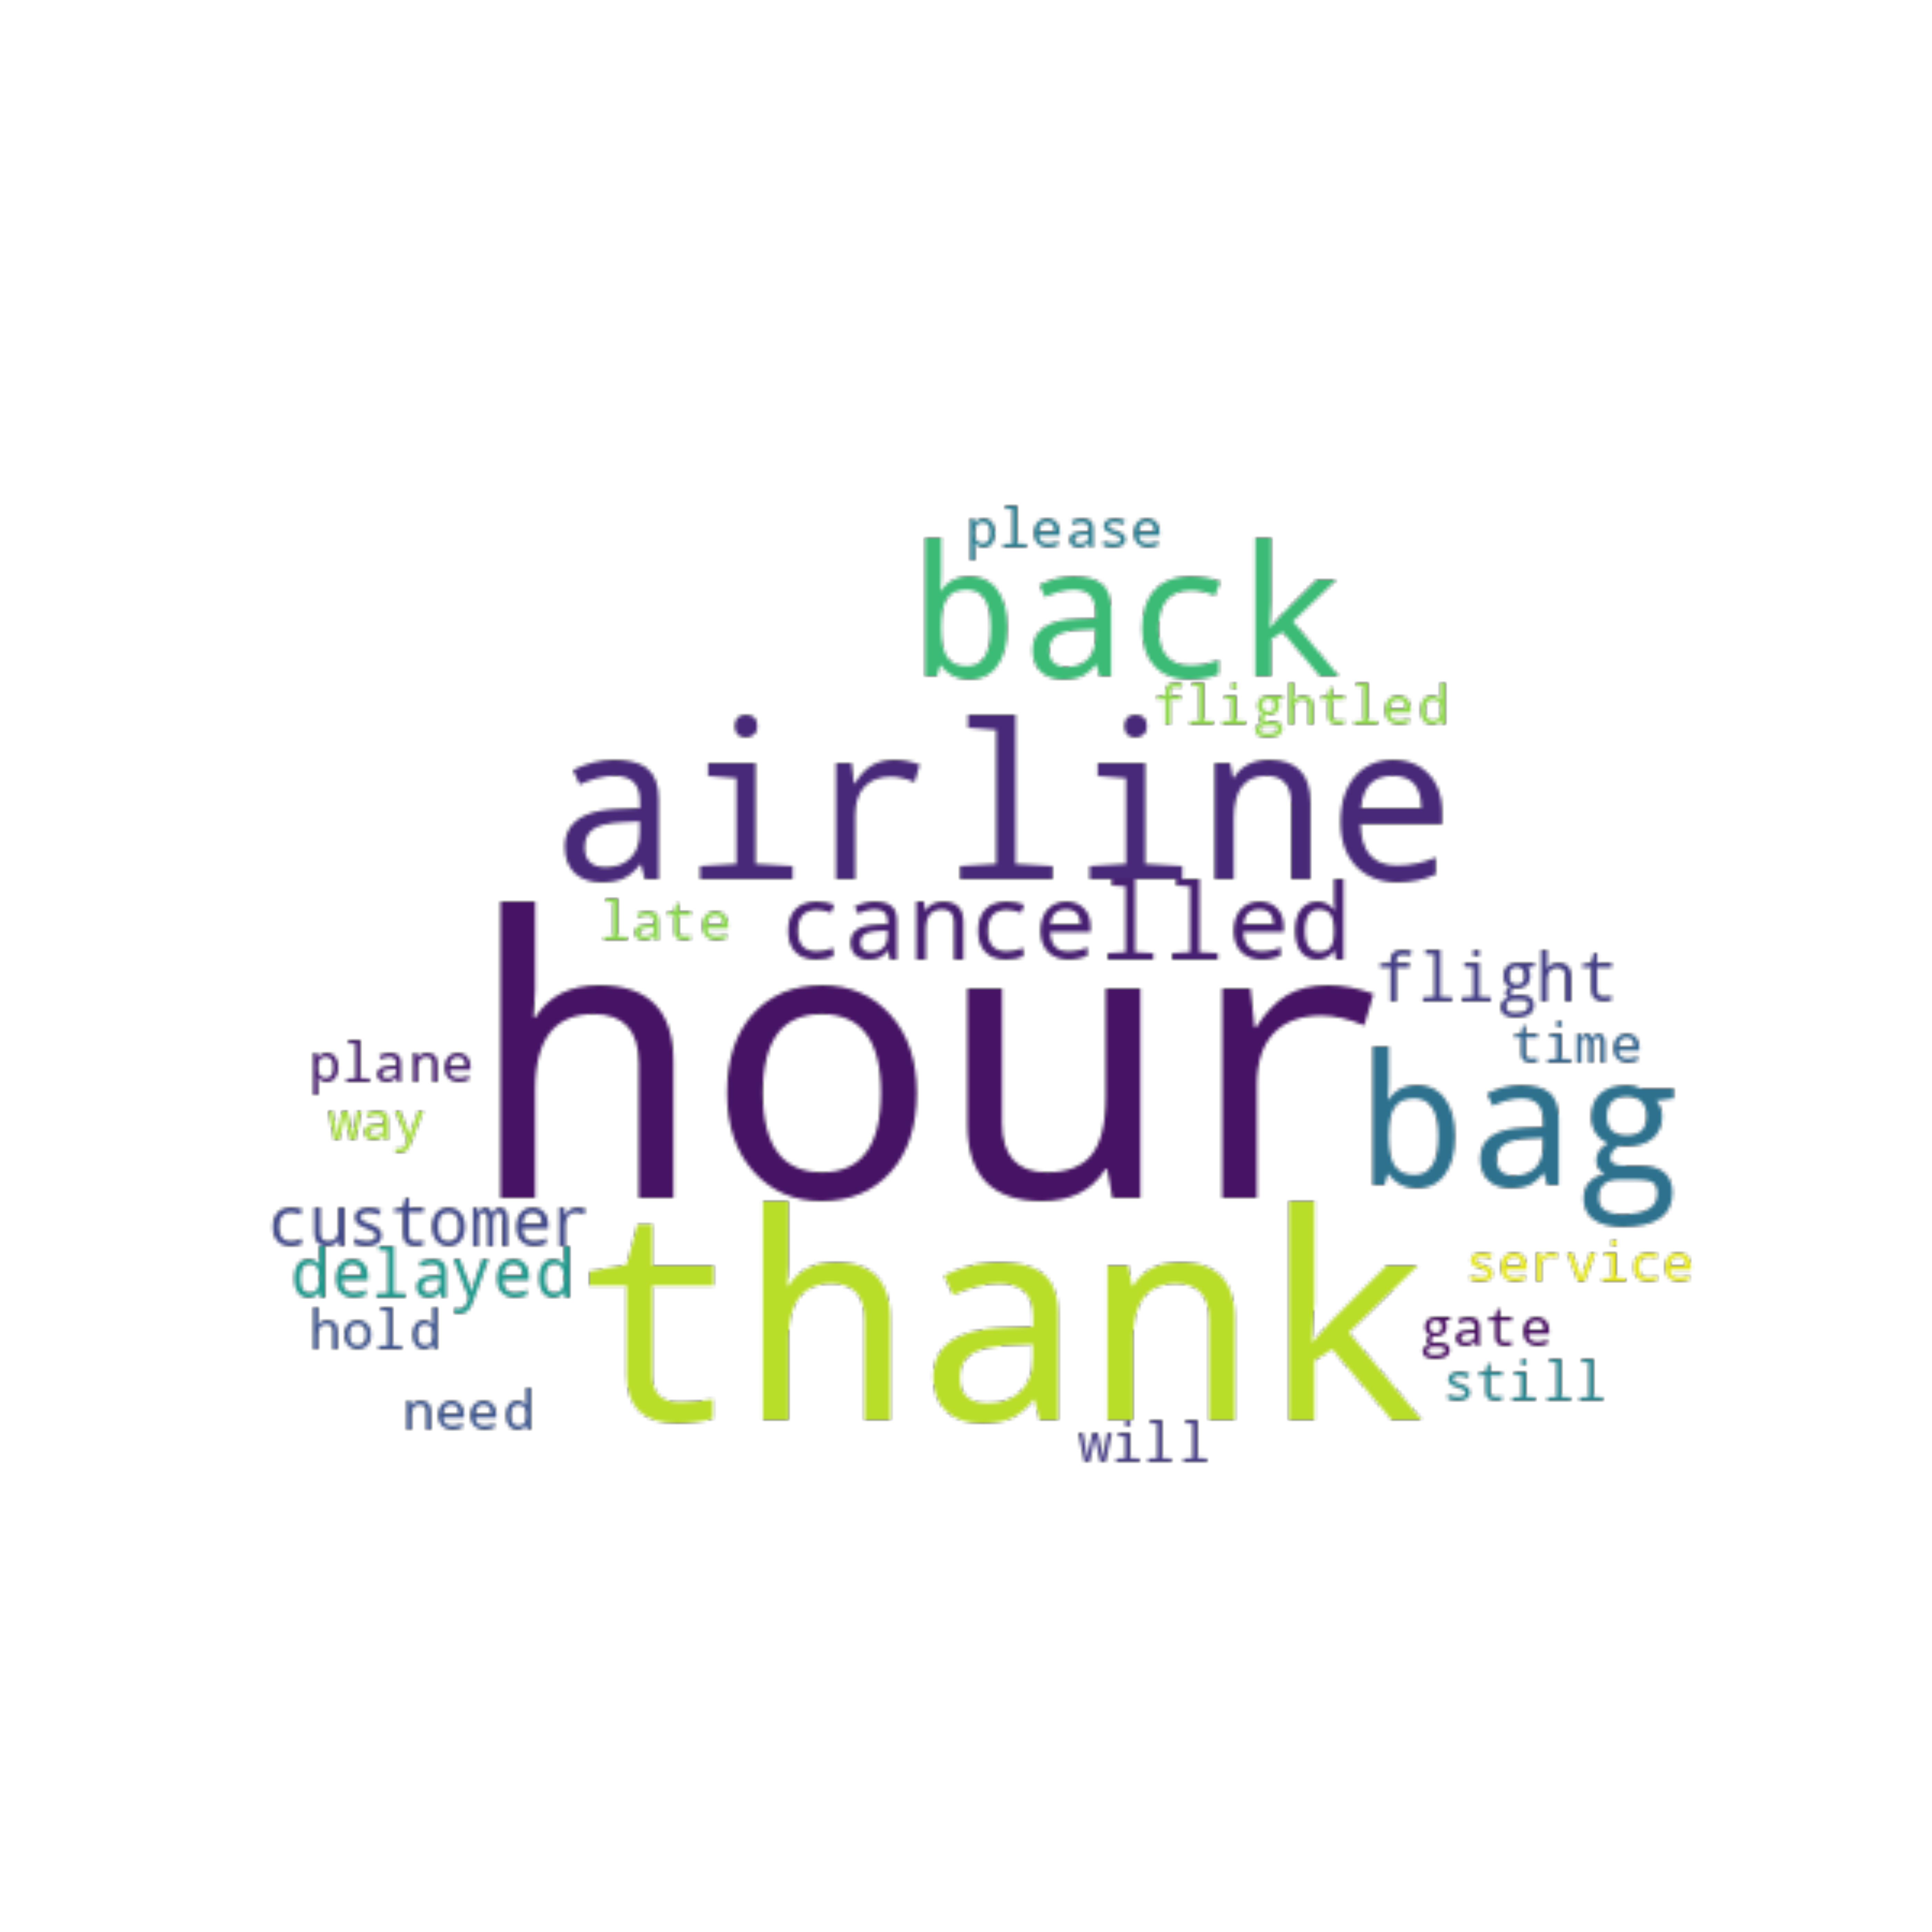 please
back
flightled
airline
late cancelled
flight
hour
time
plane
bag
way
customer
thank
delayed
service
hold
gate
still
need
will